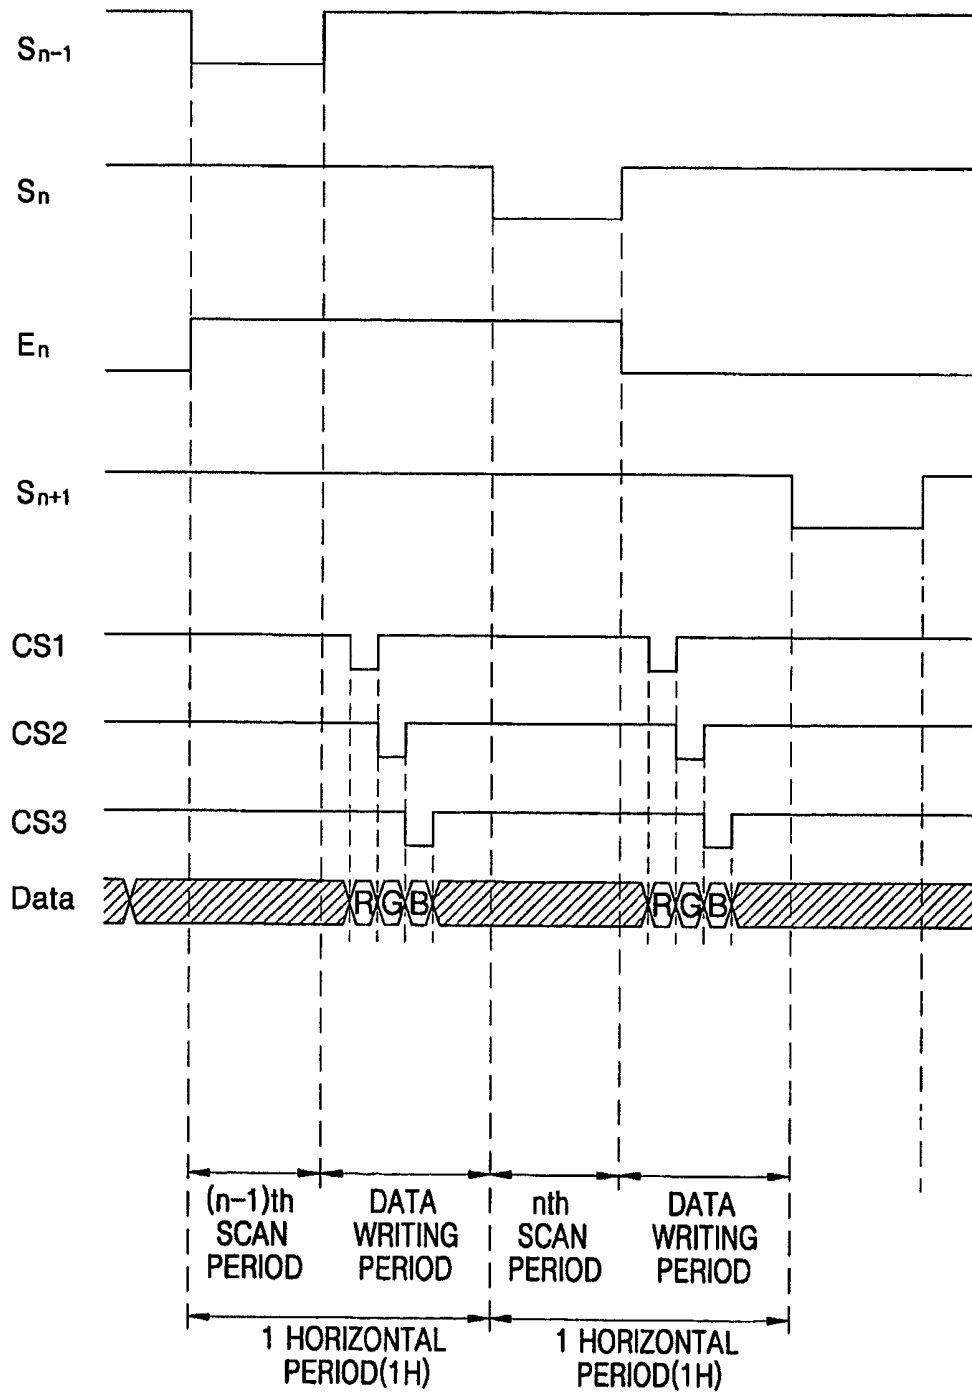 Sn-1
Sn
En
Sn+1
CS1
CS2
CS3
Data
R G B R G B
(n-1)th
SCAN
PERIOD
DATA
WRITING
PERIOD
nth
SCAN
PERIOD
DATA
WRITING
PERIOD
1 HORIZONTAL
PERIOD(1H)
1 HORIZONTAL
PERIOD(1H)